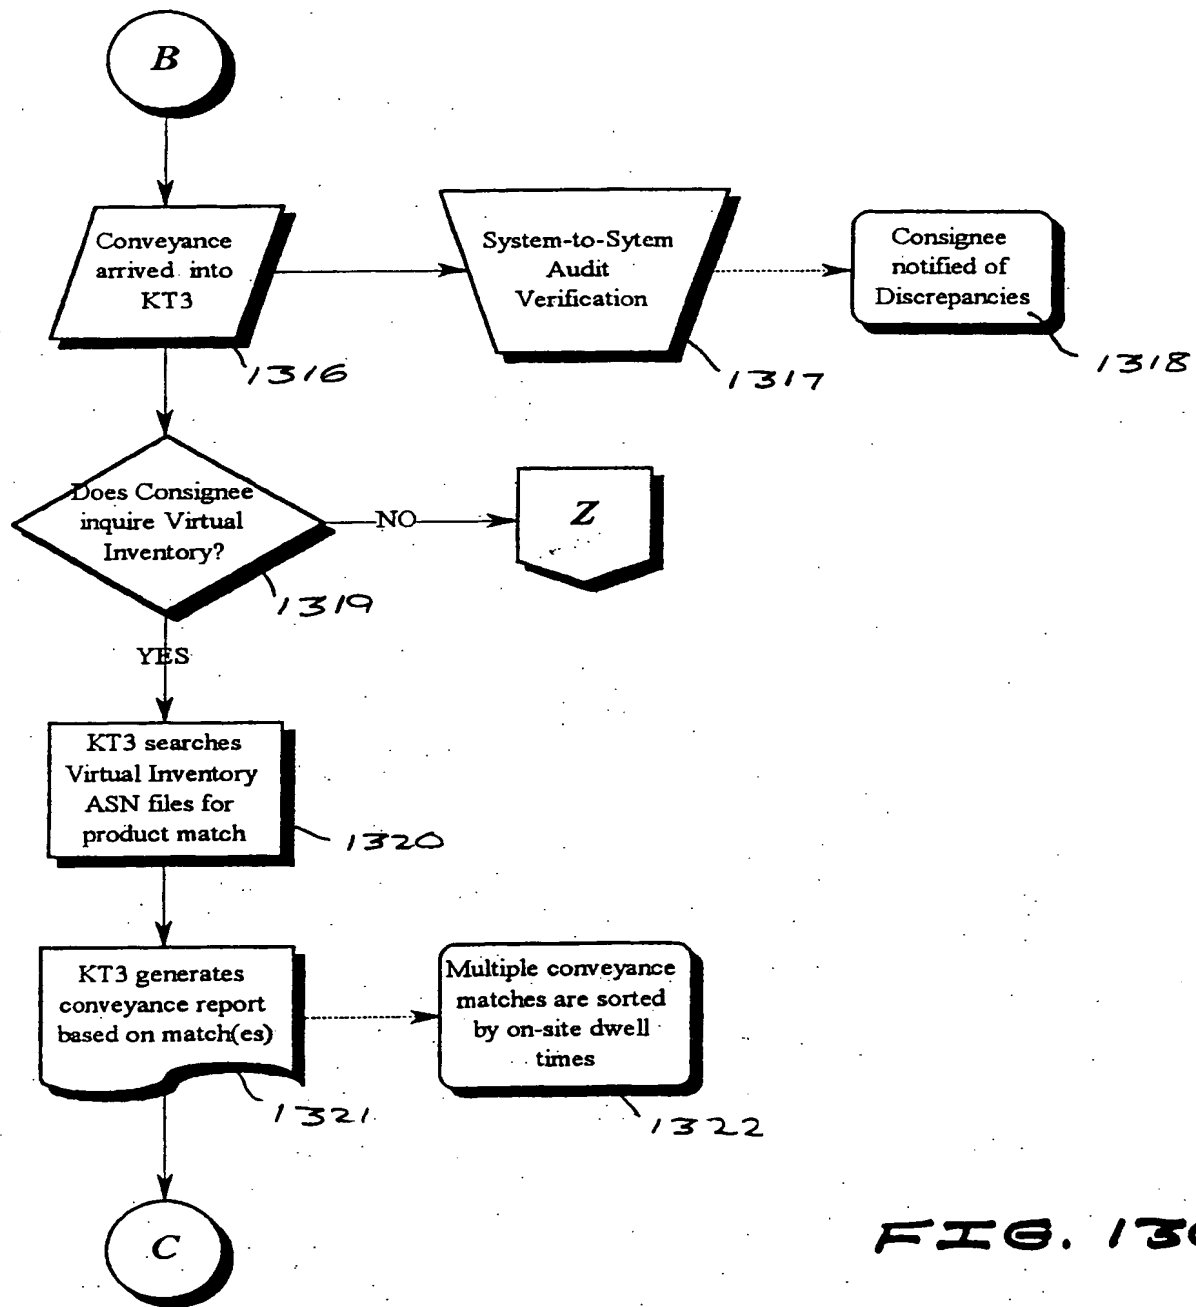 B
Conveyance
arrived into
KT3
1316
System-to-Sytem
Audit
Verification
1317
Consignee
notified of
Discrepancies
1318
Does Consignee
inquire Virtual
Inventory?
1319
NO
Z
YES
KT3 searches
Virtual Inventory
ASN files for
product match
1320
KT3 generates
conveyance report
based on match(es)
1321
Multiple conveyance
matches are sorted
by on-site dwell
times
1322
C
FIG. 13